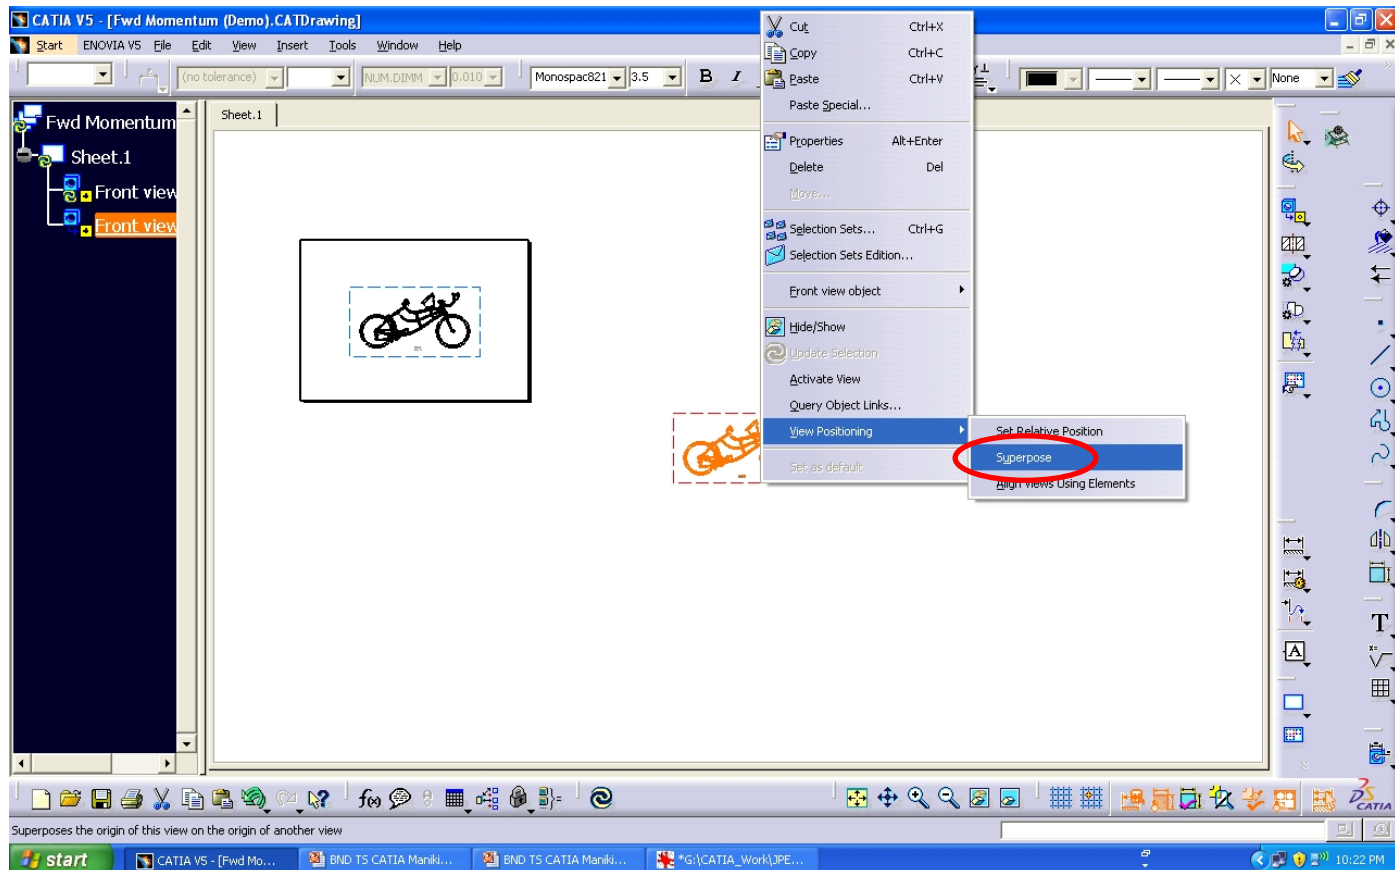 CATIA V5 - [Fwd Momentum (Demo).CATDrawing]
Start ENOVIA V5 File Edit View Insert Tools Window Help
(no tolerance) NUM.DIMM 0.010 Monospac821 3.5 B I None
Fwd Momentum
Sheet.1
Front view
Front view
Sheet.1
Cut Ctrl+X
Copy Ctrl+C
Paste Ctrl+V
Paste Special...
Properties Alt+Enter
Delete Del
Move...
Selection Sets... Ctrl+G
Selection Sets Edition...
Front view object
Hide/Show
Update Selection
Activate View
Query Object Links...
View Positioning
Set as default
Set Relative Position
Superpose
Align Views Using Elements
CATIA
Superposes the origin of this view on the origin of another view
start CATIA V5 - [Fwd Mo... BND TS CATIA Maniki... BND TS CATIA Maniki... *G:\CATIA_Work\JPE... 10:22 PM